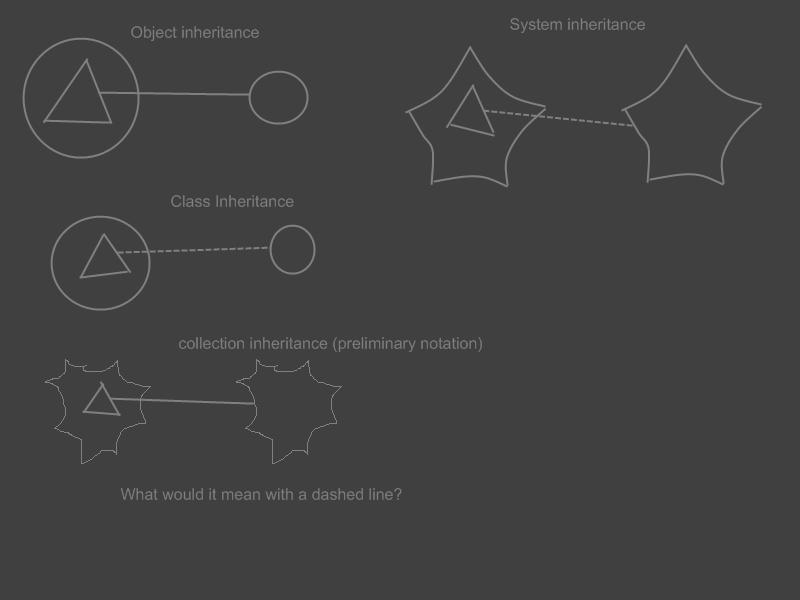 Object inheritance
System inheritance
Class Inheritance
collection inheritance (preliminary notation)
What would it mean with a dashed line?